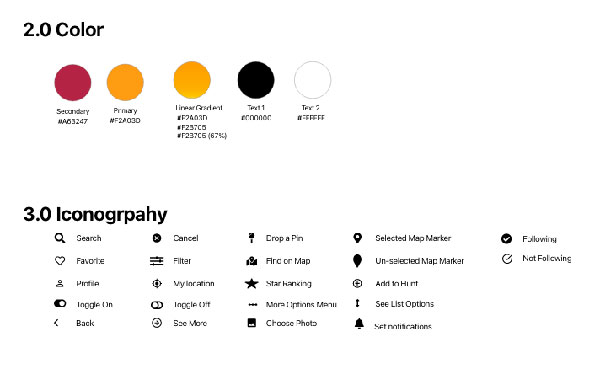 2.0 Color
Secondary
#A63247
Primary
#F2A03D
Linear Gradient
#F2A03D
#F2B705
#F2B705 (67%)
Text 1
#000000
Text 2
#FFFFFF
3.0 Iconogrpahy
Search
Cancel
Drop a Pin
Selected Map Marker
Following
Favorite
Filter
Find on Map
Un-selected Map Marker
Not Following
Profile
My location
Star Ranking
Add to Hunt
Toggle On
Toggle Off
More Options Menu
See List Options
Back
See More
Choose Photo
Set notifications